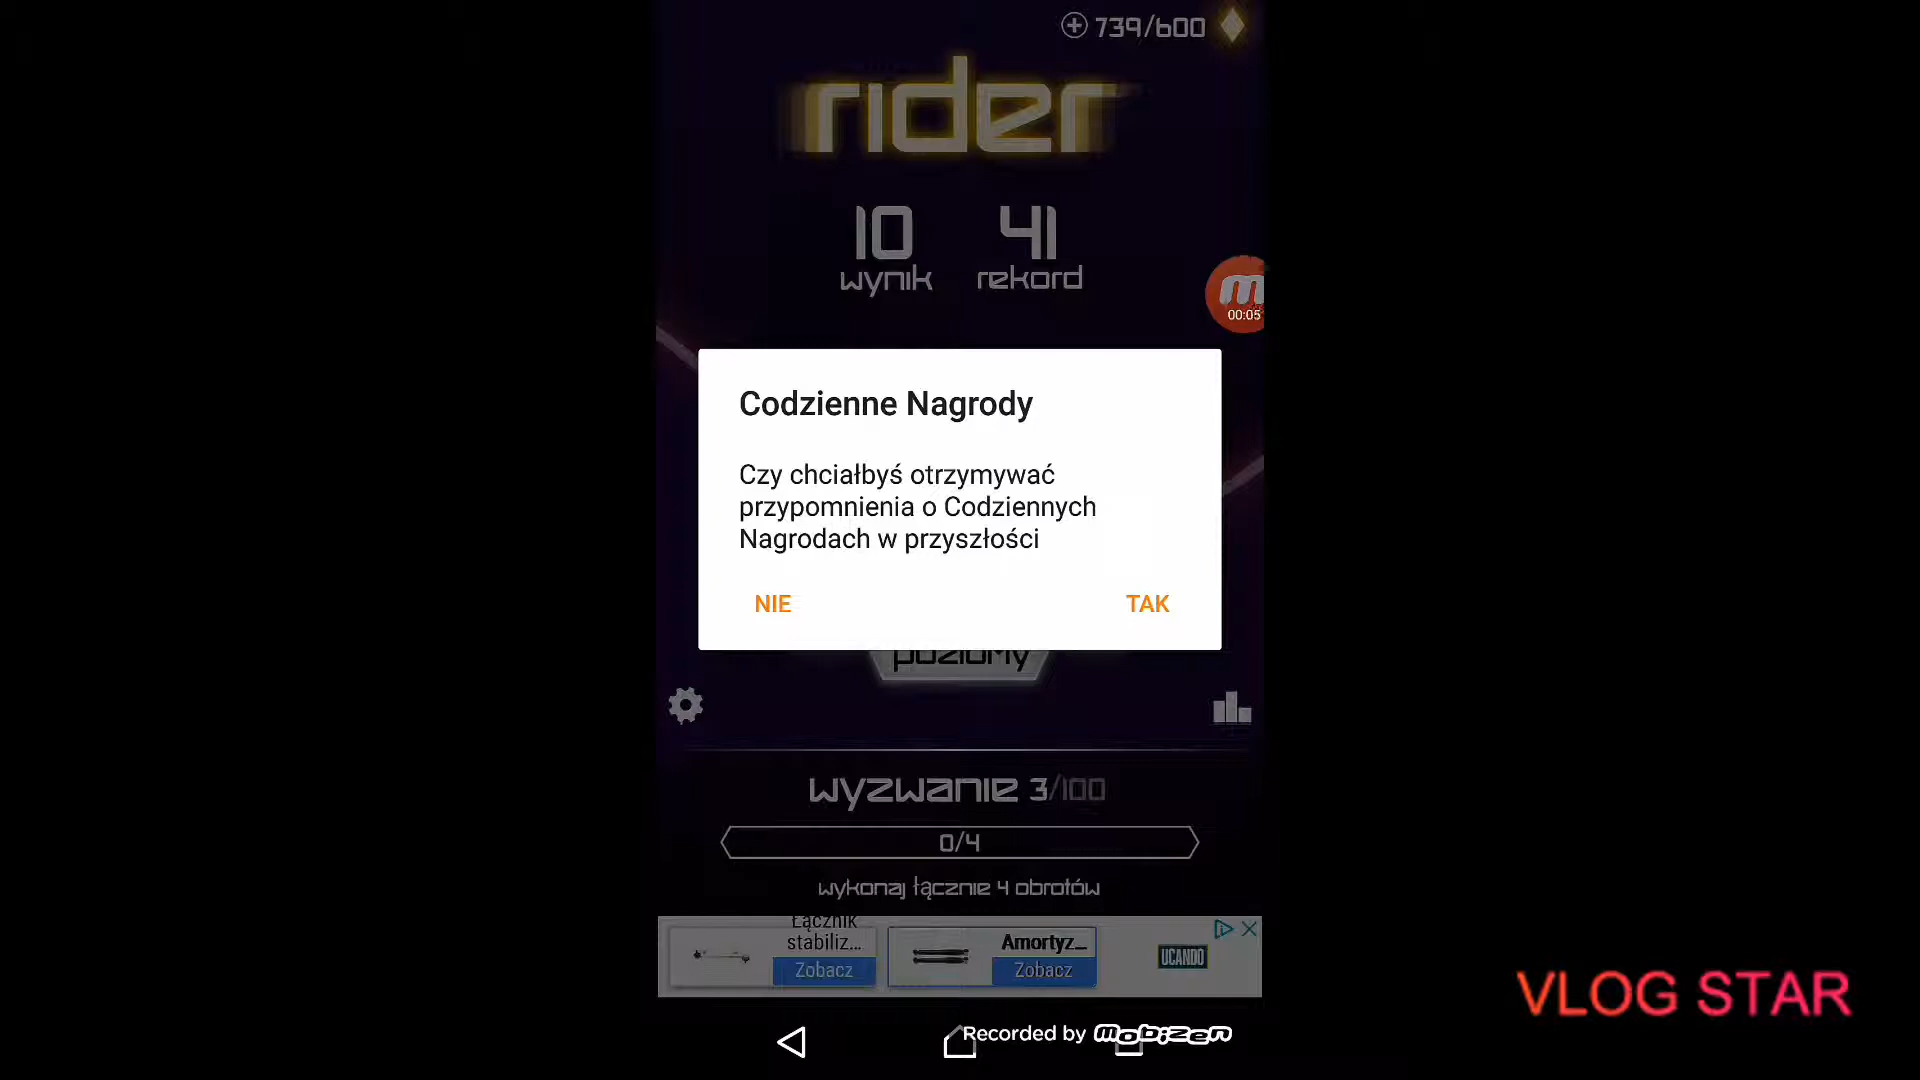 739/600
rider
10 41
wynik rekord
00:05
Codzienne Nagrody
Czy chciałbyś otrzymywać
przypomnienia o Codziennych
Nagrodach w przyszłości
NIE TAK
poziomy
wyzwanie 3/100
0/4
wykonaj łącznie 4 obrotów
Łącznik
stabiliz...
Zobacz
Amortyz...
Zobacz
UCANDO
VLOG STAR
Recorded by mobizen